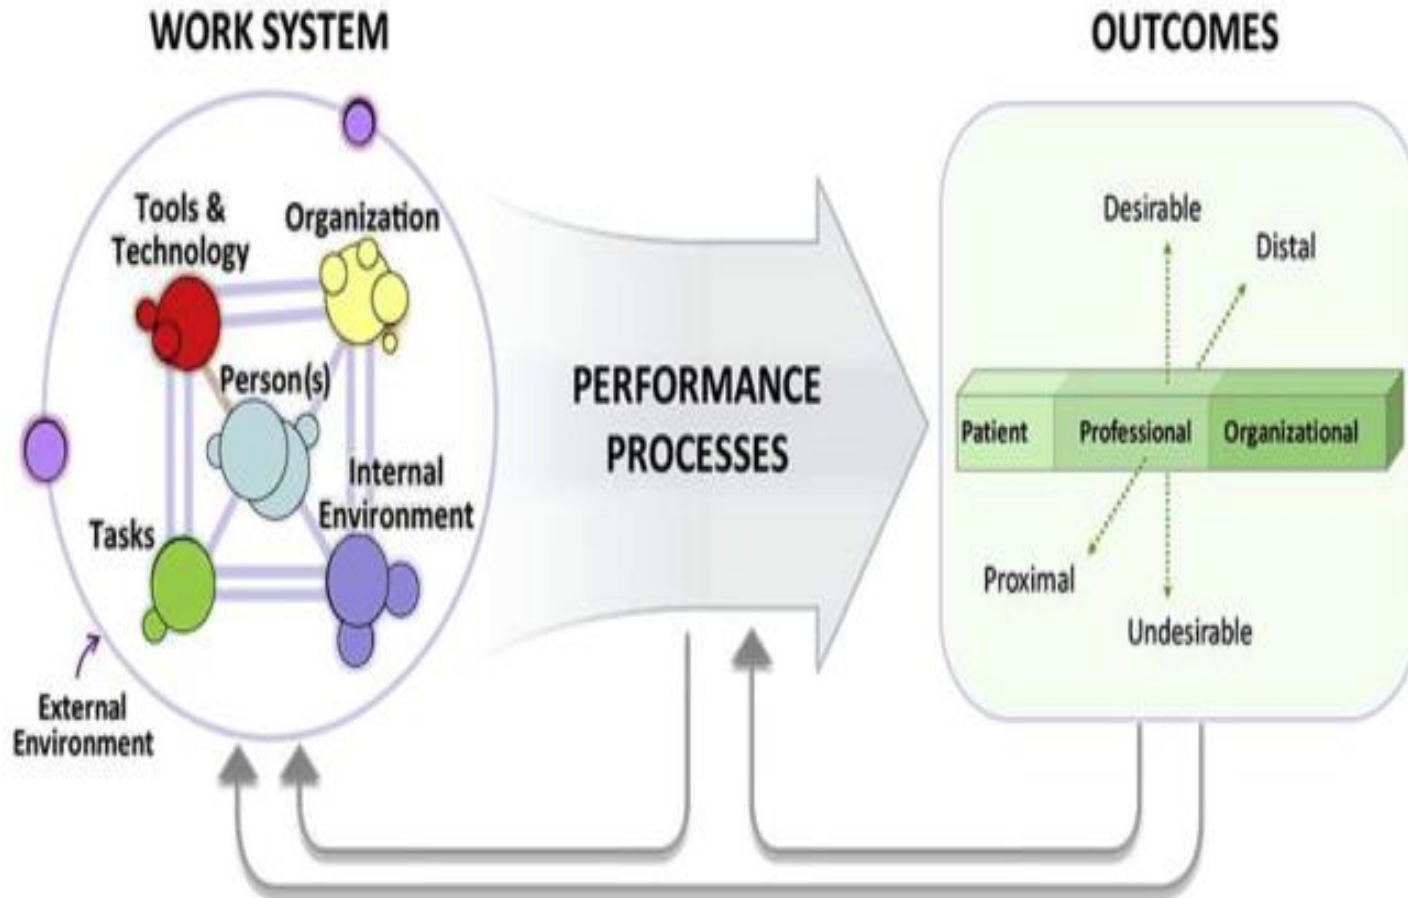 WORK SYSTEM
OUTCOMES
Tools &
Technology
Organization
Person(s)
Internal
Environment
Tasks
External
Environment
PERFORMANCE
PROCESSES
Desirable
Distal
Patient
Professional
Organizational
Proximal
Undesirable